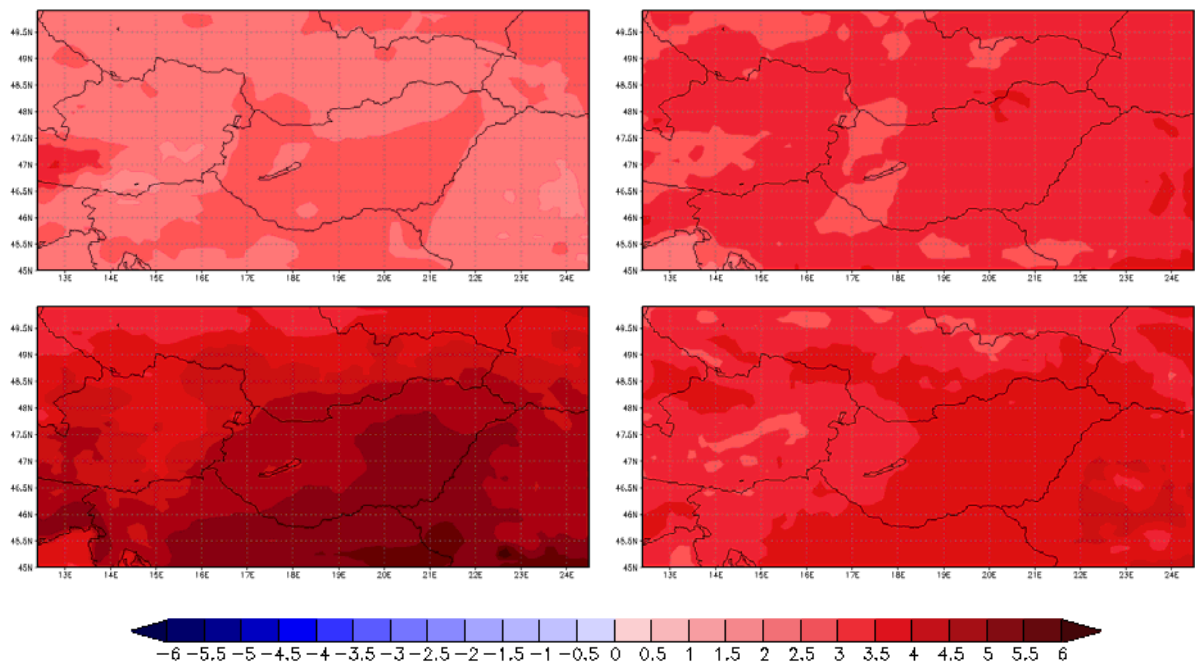 49.5N 49.5N
49N 49N
48.5N 48.5N
48N 48N
47.5N 47.5N
47N 47N
46.5N 46.5N
46N 46N
45.5N 45.5N
45N 45N
13E 14E 15E 16E 17E 18E 19E 20E 21E 22E 23E 24E 13E 14E 15E 16E 17E 18E 19E 20E 21E 22E 23E 24E
49.5N 49.5N
49N 49N
48.5N 48.5N
48N 48N
47.5N 47.5N
47N 47N
46.5N 46.5N
46N 46N
45.5N 45.5N
45N 45N
13E 14E 15E 16E 17E 18E 19E 20E 21E 22E 23E 24E 13E 14E 15E 16E 17E 18E 19E 20E 21E 22E 23E 24E
−6 −5.5 −5 −4.5 −4 −3.5 −3 −2.5 −2 −1.5 −1 −0.5 0 0.5 1 1.5 2 2.5 3 3.5 4 4.5 5 5.5 6